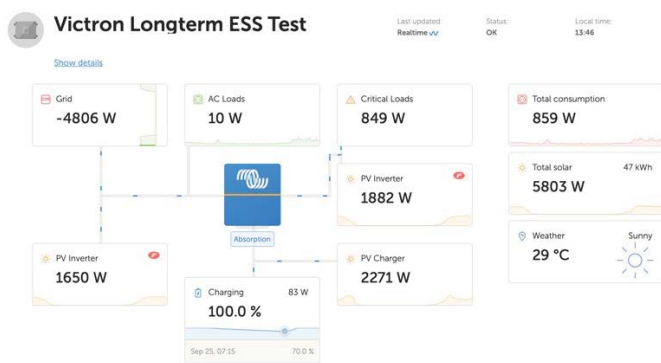 Victron Longterm ESS Test
Last updated:
Realtime
Status:
OK
Local time:
13:46
Show details
Grid
-4806 W
AC Loads
10 W
Critical Loads
849 W
Total consumption
859 W
PV Inverter
1882 W
Total solar
47 kWh
5803 W
Absorption
Weather
Sunny
29 °C
PV Inverter
1650 W
PV Charger
2271 W
Charging
83 W
100.0 %
Sep 25, 07:15
70.0 %